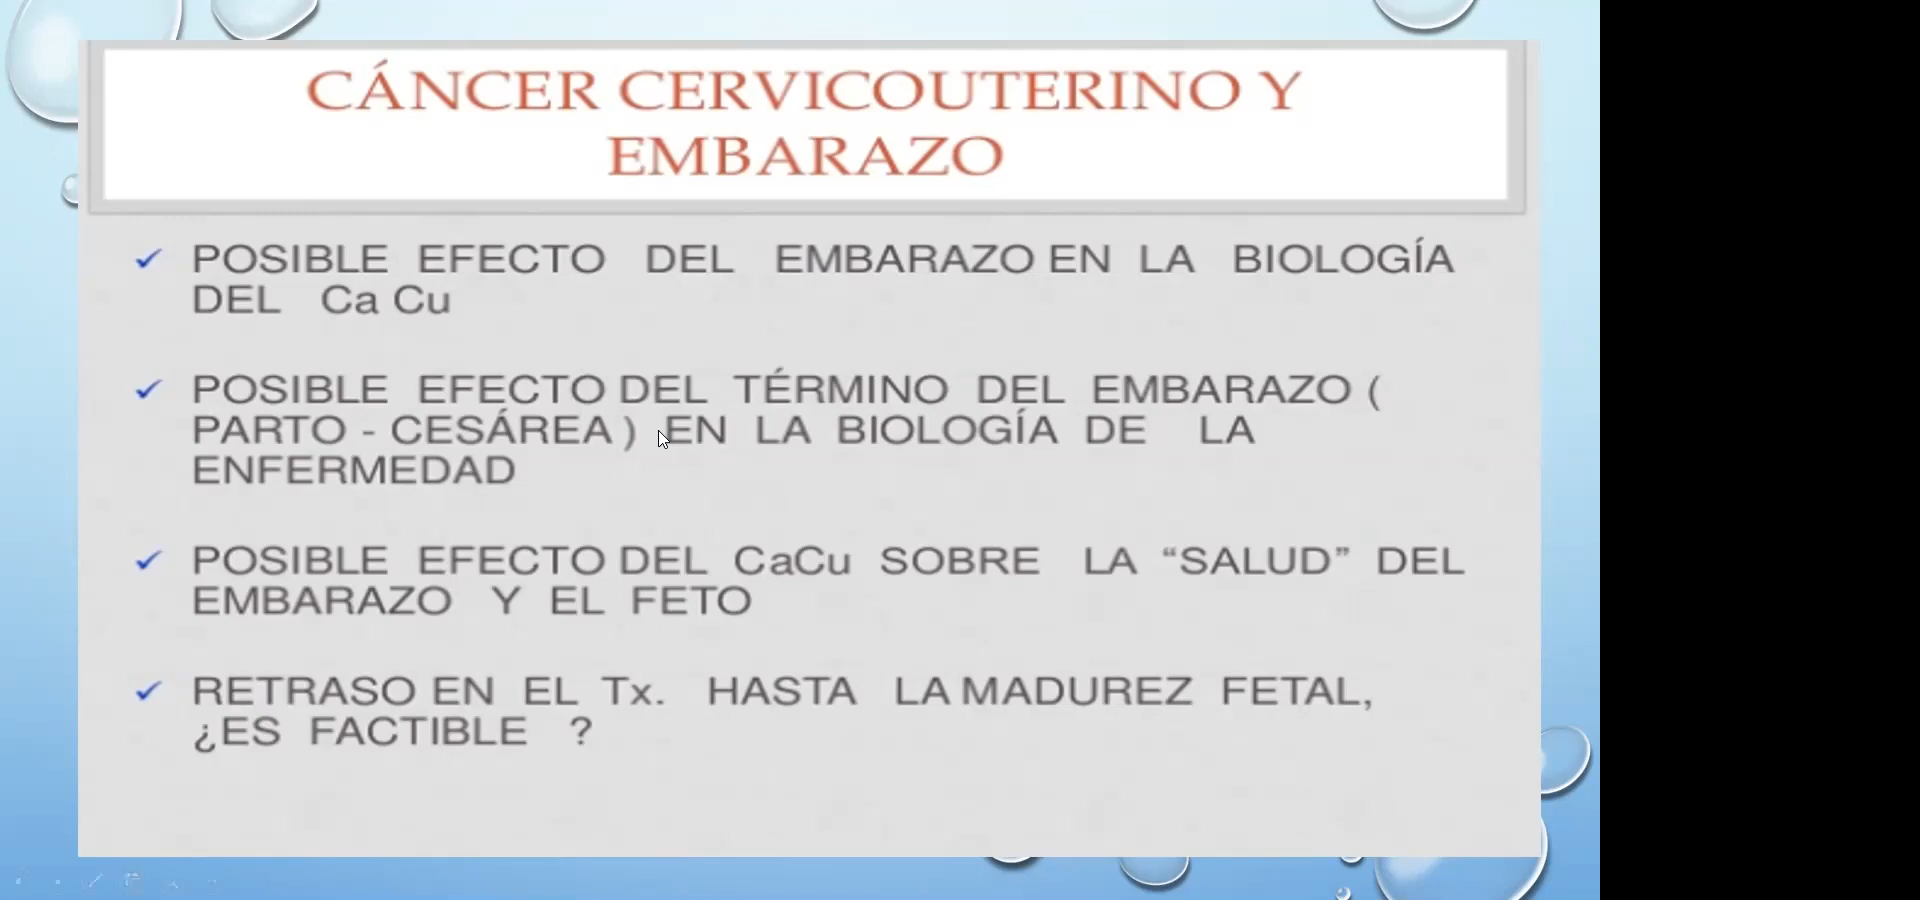 CÁNCER CERVICOUTERINO Y
EMBARAZO
POSIBLE EFECTO DEL EMBARAZO EN LA BIOLOGÍA
DEL Ca Cu
POSIBLE EFECTO DEL TÉRMINO DEL EMBARAZO (
PARTO - CESÁREA ) EN LA BIOLOGÍA DE LA
ENFERMEDAD
POSIBLE EFECTO DEL CaCu SOBRE LA “SALUD” DEL
EMBARAZO Y EL FETO
RETRASO EN EL Tx. HASTA LA MADUREZ FETAL,
¿ES FACTIBLE ?